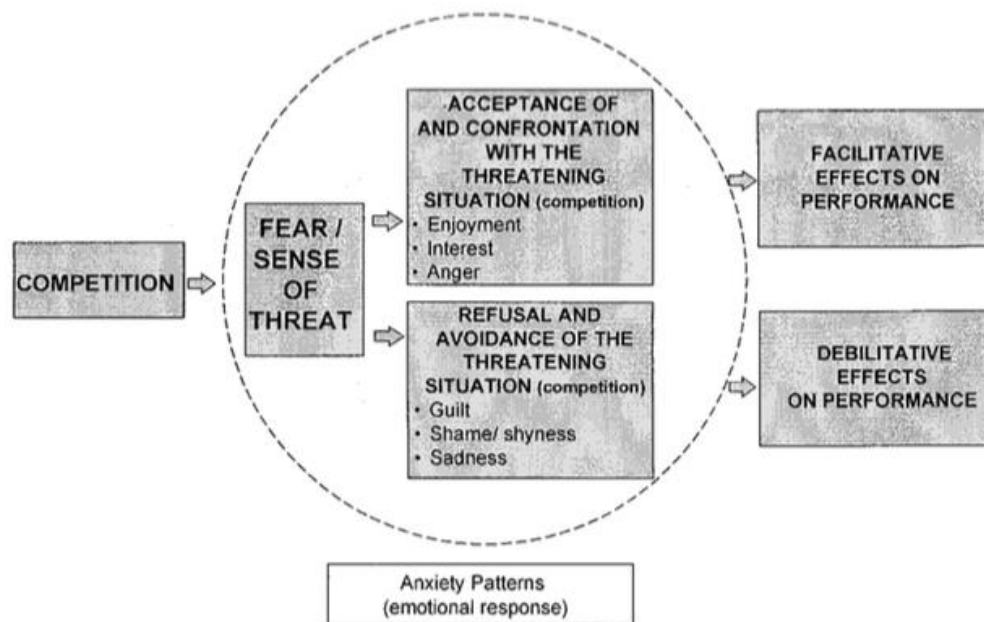 COMPETITION
FEAR /
SENSE
OF
THREAT
ACCEPTANCE OF
AND CONFRONTATION
WITH THE
THREATENING
SITUATION (competition)
• Enjoyment
• Interest
• Anger
REFUSAL AND
AVOIDANCE OF THE
THREATENING
SITUATION (competition)
• Guilt
• Shame/ shyness
• Sadness
FACILITATIVE
EFFECTS ON
PERFORMANCE
DEBILITATIVE
EFFECTS
ON PERFORMANCE
Anxiety Patterns
(emotional response)